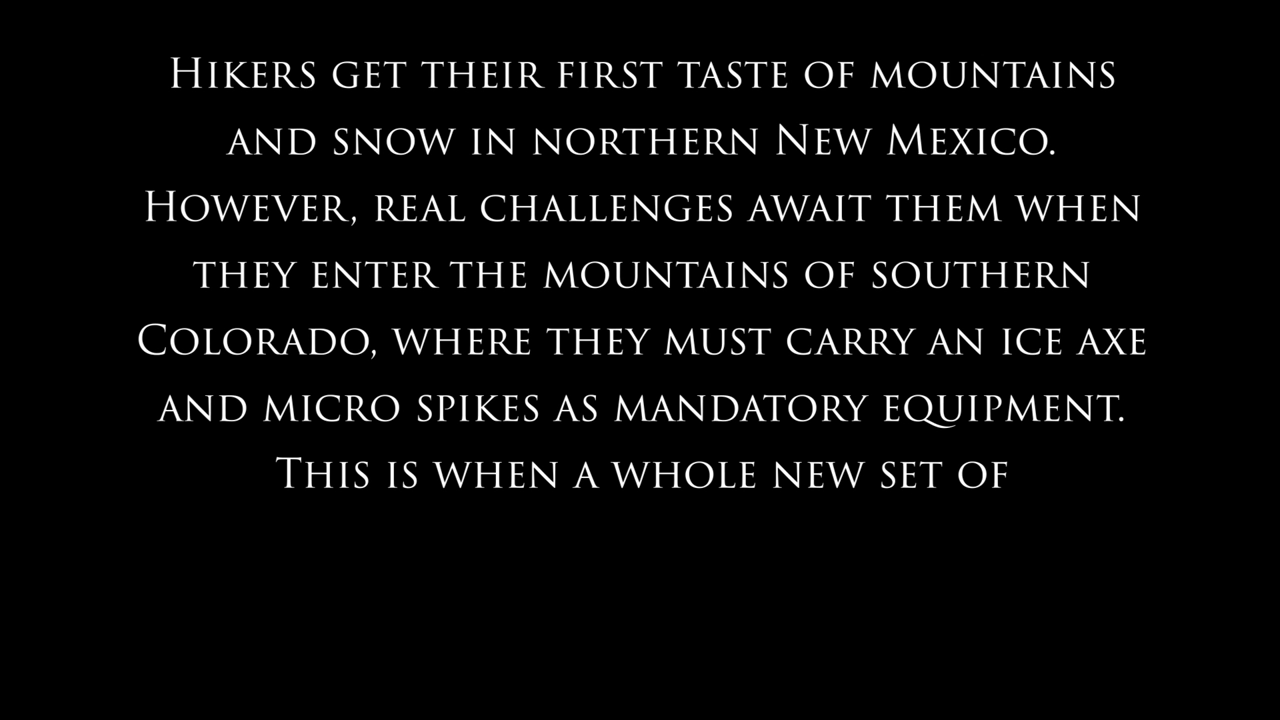 Hikers get their first taste of mountains
and snow in northern New Mexico.
However, real challenges await them when
they enter the mountains of southern
Colorado, where they must carry an ice axe
and micro spikes as mandatory equipment.
This is when a whole new set of